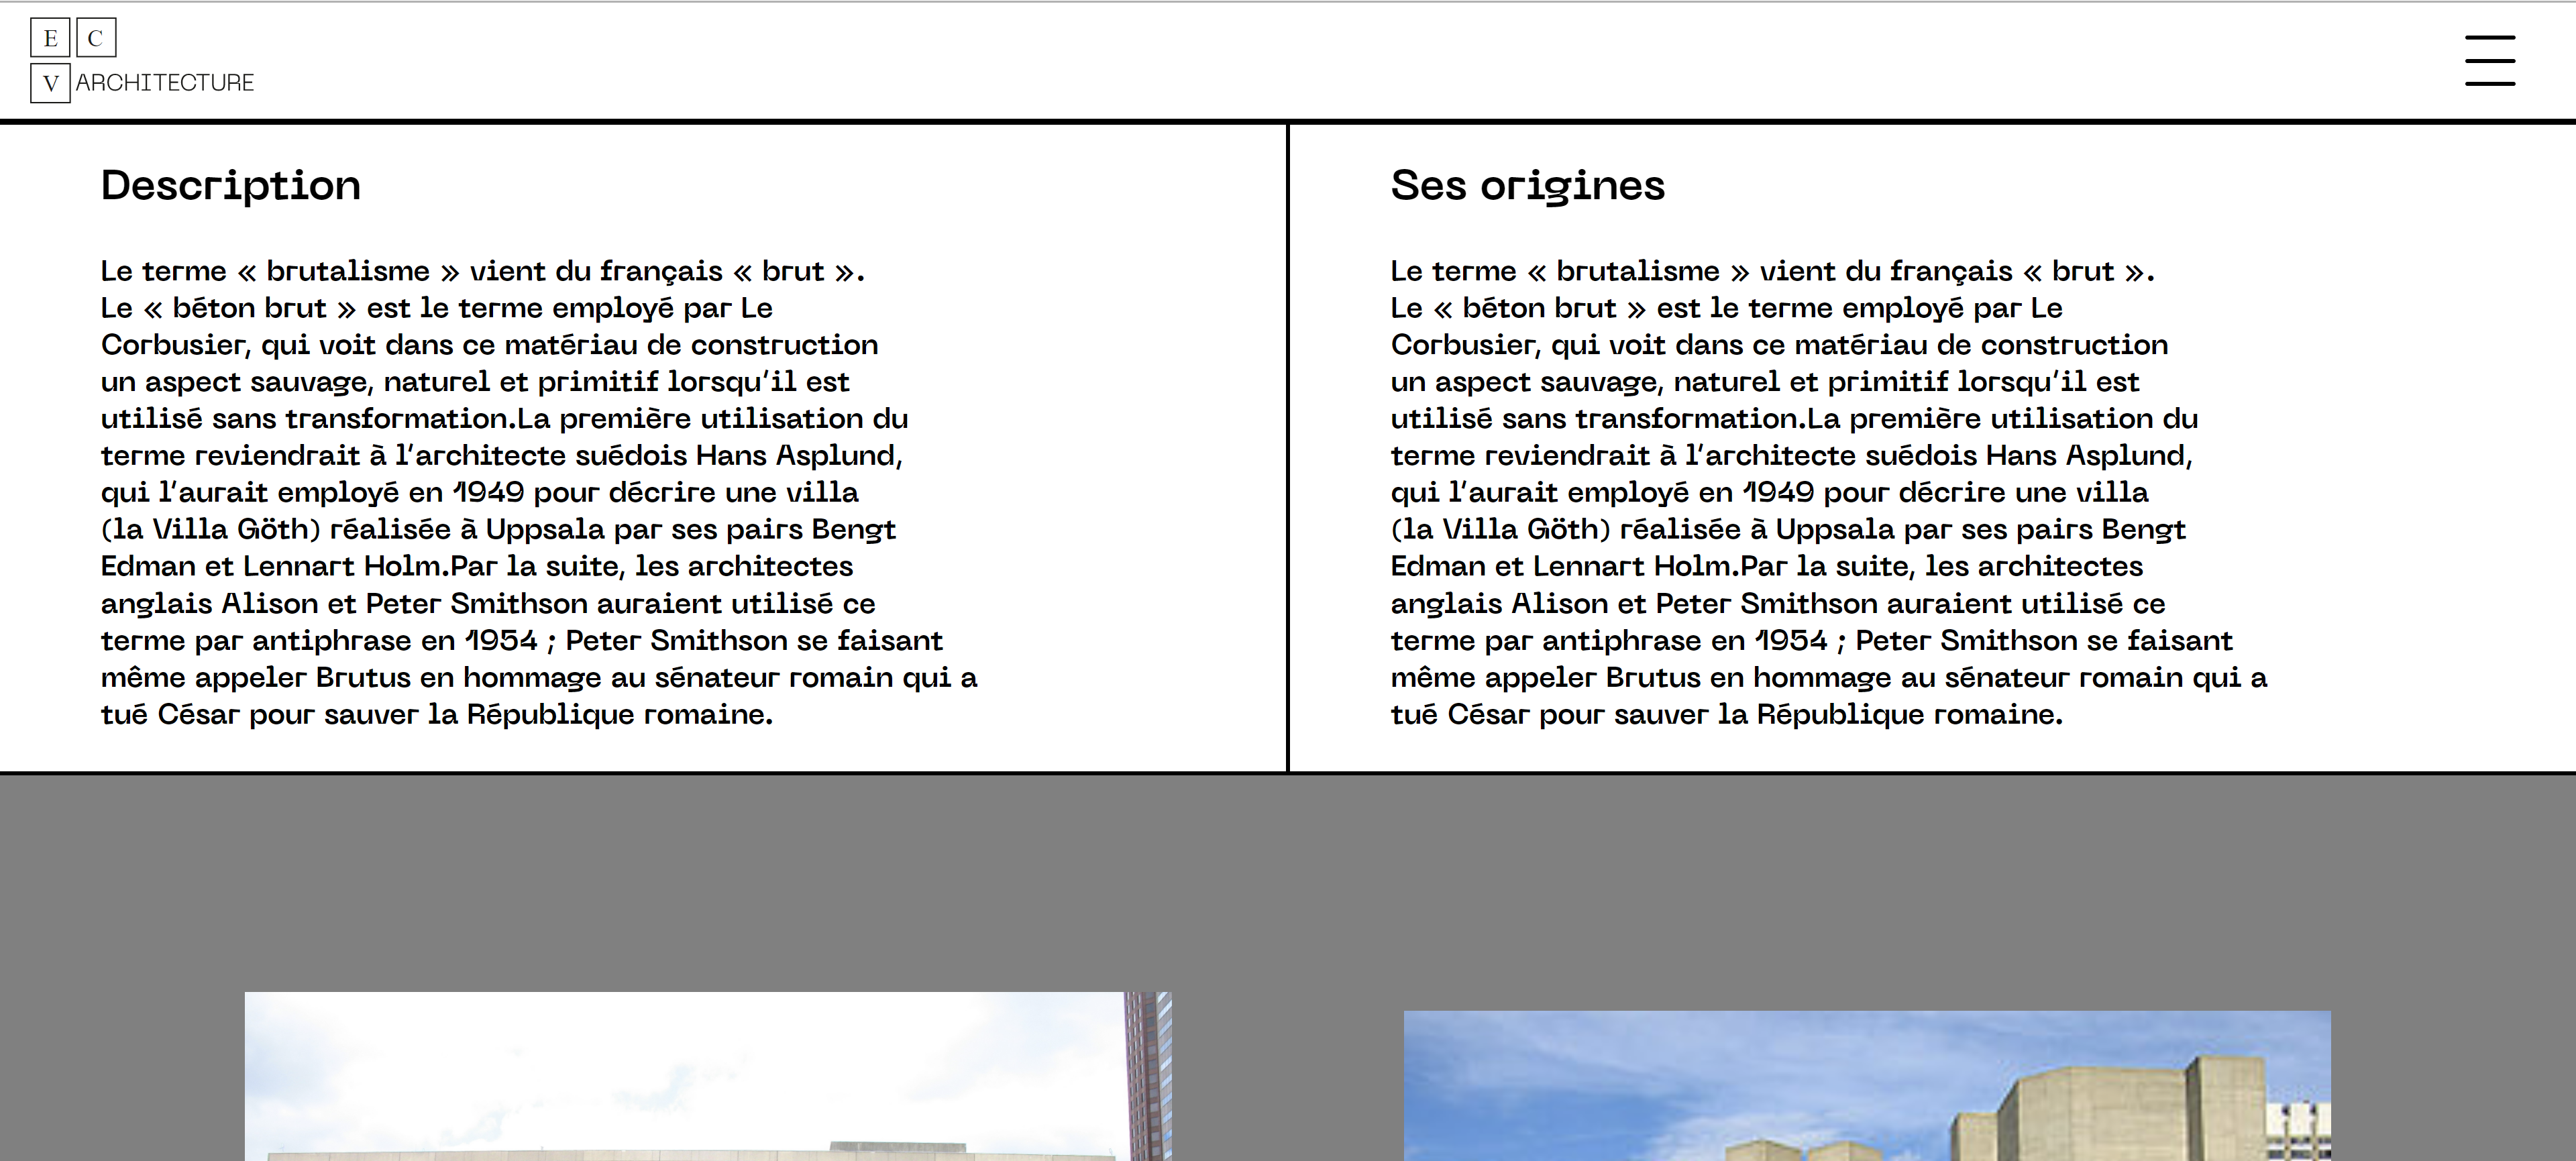 E C
V ARCHITECTURE
Description
Le terme « brutalisme » vient du français « brut ».
Le « béton brut » est le terme employé par Le
Corbusier, qui voit dans ce matériau de construction
un aspect sauvage, naturel et primitif lorsqu'il est
utilisé sans transformation.La première utilisation du
terme reviendrait à l'architecte suédois Hans Asplund,
qui l'aurait employé en 1949 pour décrire une villa
(la Villa Göth) réalisée à Uppsala par ses pairs Bengt
Edman et Lennart Holm.Par la suite, les architectes
anglais Alison et Peter Smithson auraient utilisé ce
terme par antiphrase en 1954 ; Peter Smithson se faisant
même appeler Brutus en hommage au sénateur romain qui a
tué César pour sauver la République romaine.
Ses origines
Le terme « brutalisme » vient du français « brut ».
Le « béton brut » est le terme employé par Le
Corbusier, qui voit dans ce matériau de construction
un aspect sauvage, naturel et primitif lorsqu'il est
utilisé sans transformation.La première utilisation du
terme reviendrait à l'architecte suédois Hans Asplund,
qui l'aurait employé en 1949 pour décrire une villa
(la Villa Göth) réalisée à Uppsala par ses pairs Bengt
Edman et Lennart Holm.Par la suite, les architectes
anglais Alison et Peter Smithson auraient utilisé ce
terme par antiphrase en 1954 ; Peter Smithson se faisant
même appeler Brutus en hommage au sénateur romain qui a
tué César pour sauver la République romaine.